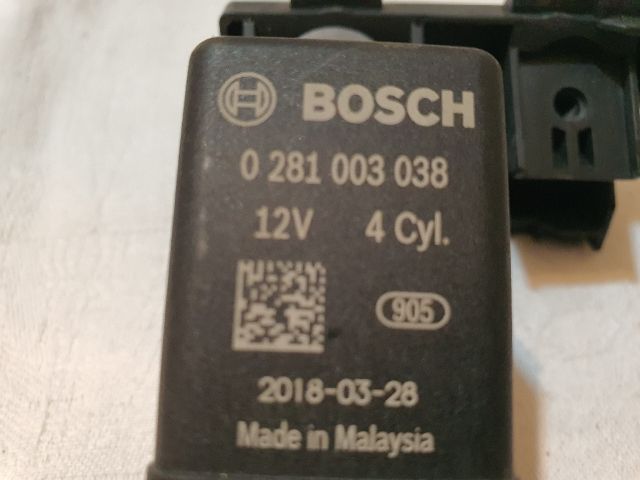 BOSCH
0 281 003 038
12V 4 Cyl.
905
2018-03-28
Made in Malaysia